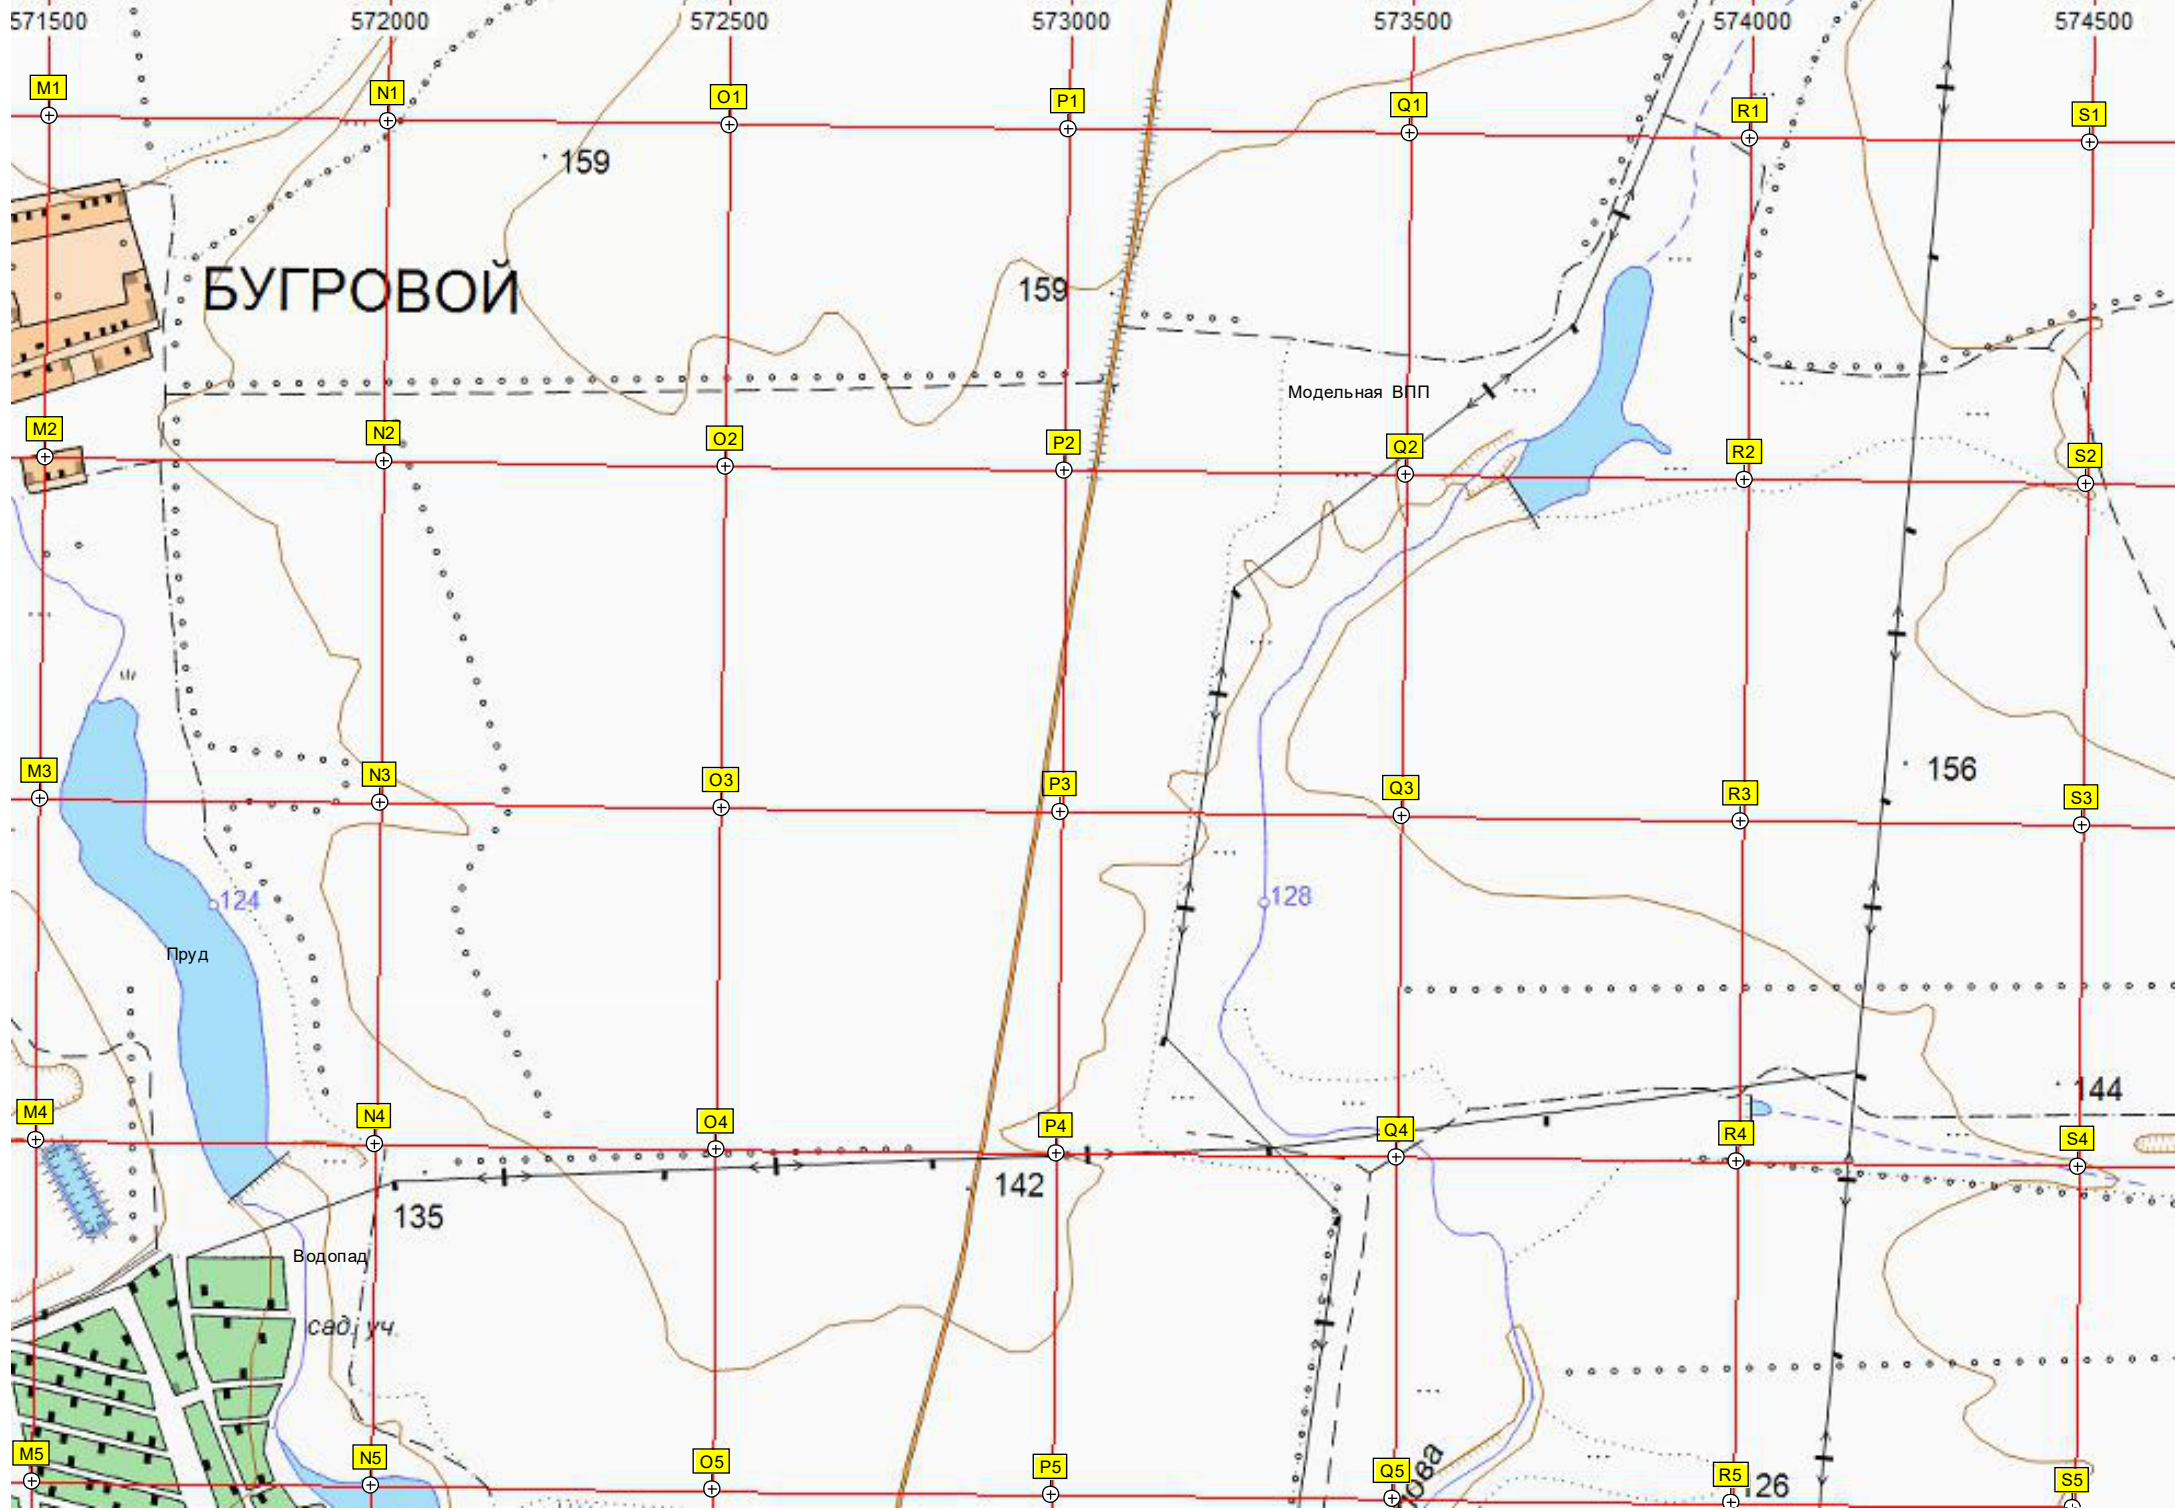 571500 572000 572500 573000 573500 574000 574500
M1 N1 O1 P1 Q1 R1 S1
159
БУГРОВОЙ
159
Модельная ВПП
M2 N2 O2 P2 Q2 R2 S2
M3 N3 O3 P3 Q3 R3 S3
156
124
128
Пруд
144
M4 N4 O4 P4 Q4 R4 S4
142
135
Водопад
сад. уч.
M5 N5 O5 P5 Q5 R5 S5
126